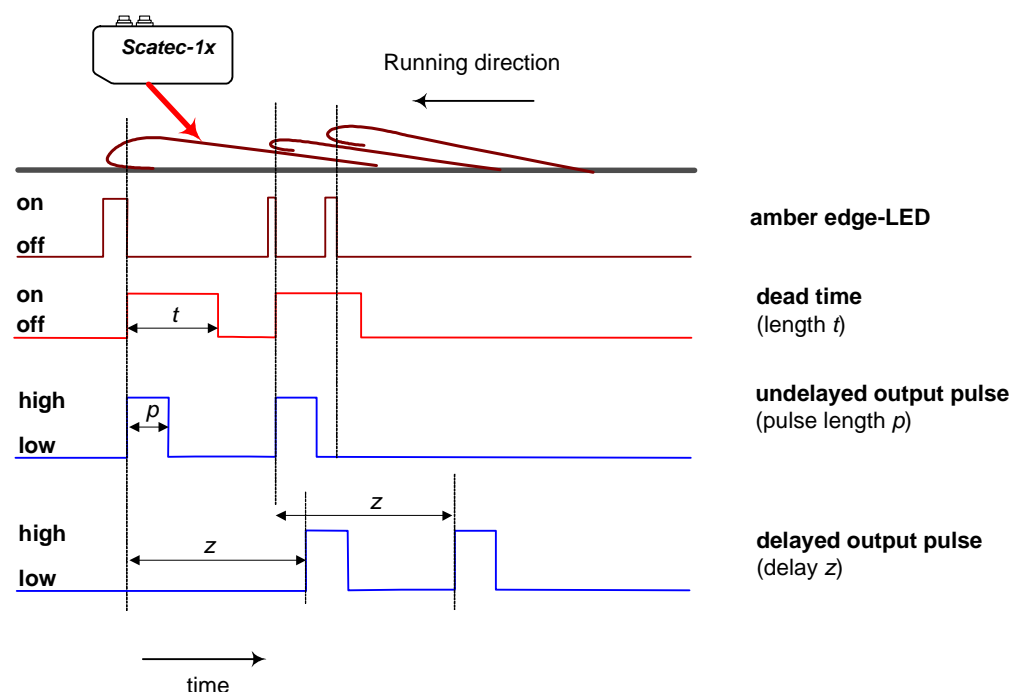 Scatec-1x
Running direction
on
off
amber edge-LED
on
off
t
dead time
(length t)
high
low
p
undelayed output pulse
(pulse length p)
high
low
z
z
delayed output pulse
(delay z)
time